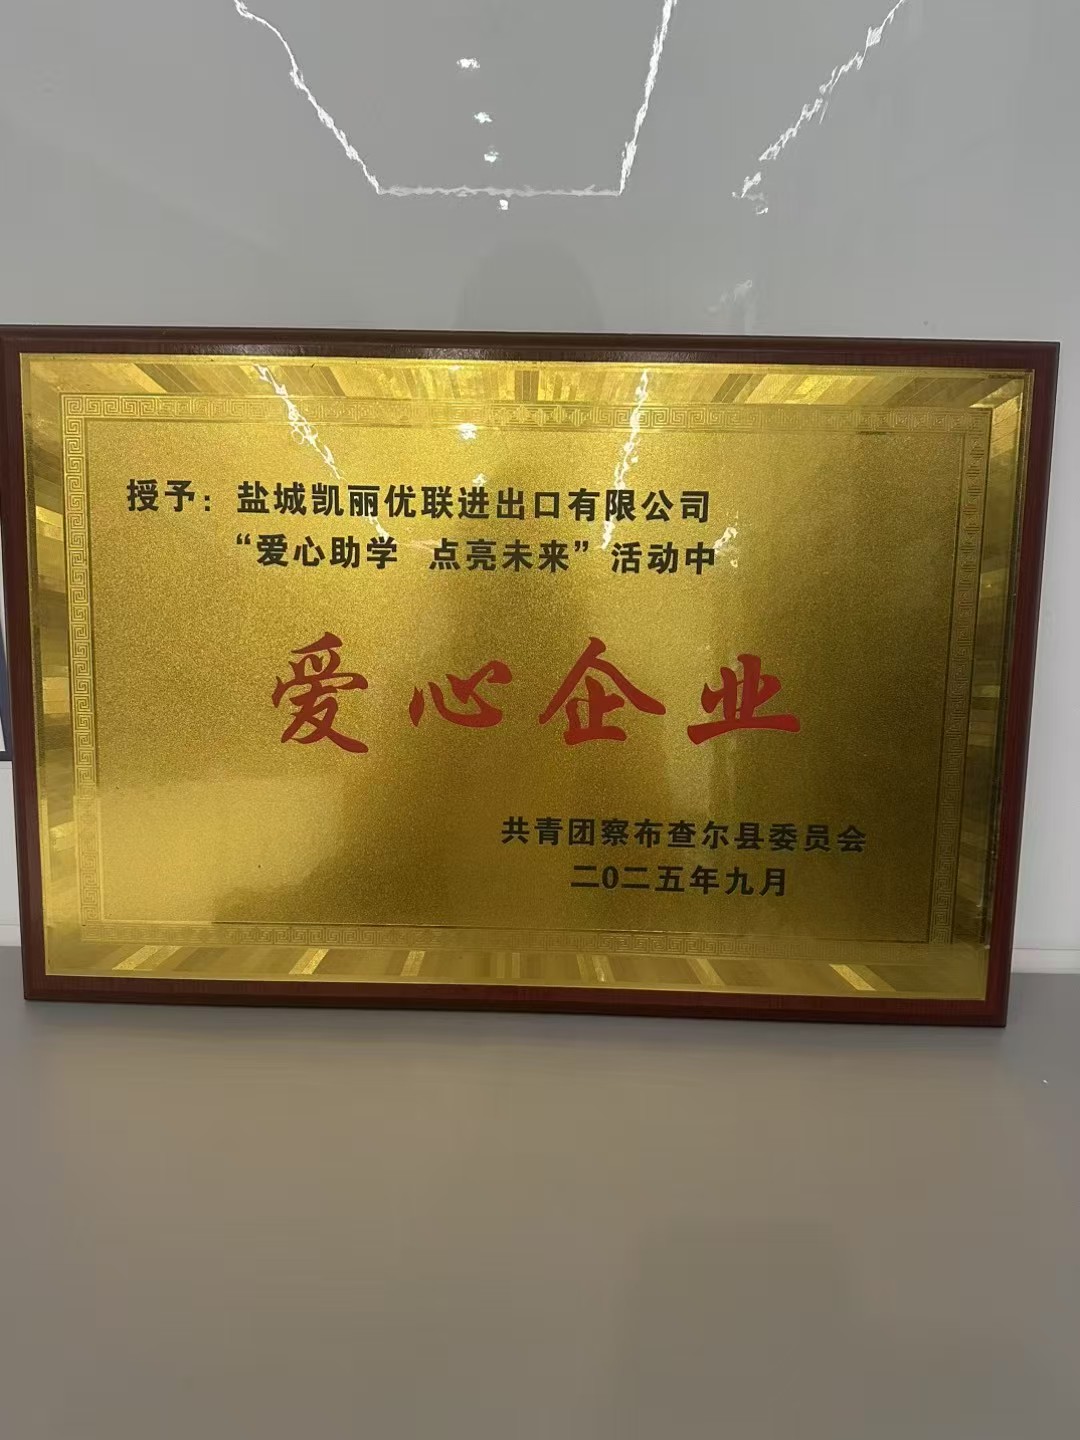 授予：盐城凯丽优联进出口有限公司
“爱心助学 点亮未来”活动中
爱心企业
共青团察布查尔县委员会
二0二五年九月